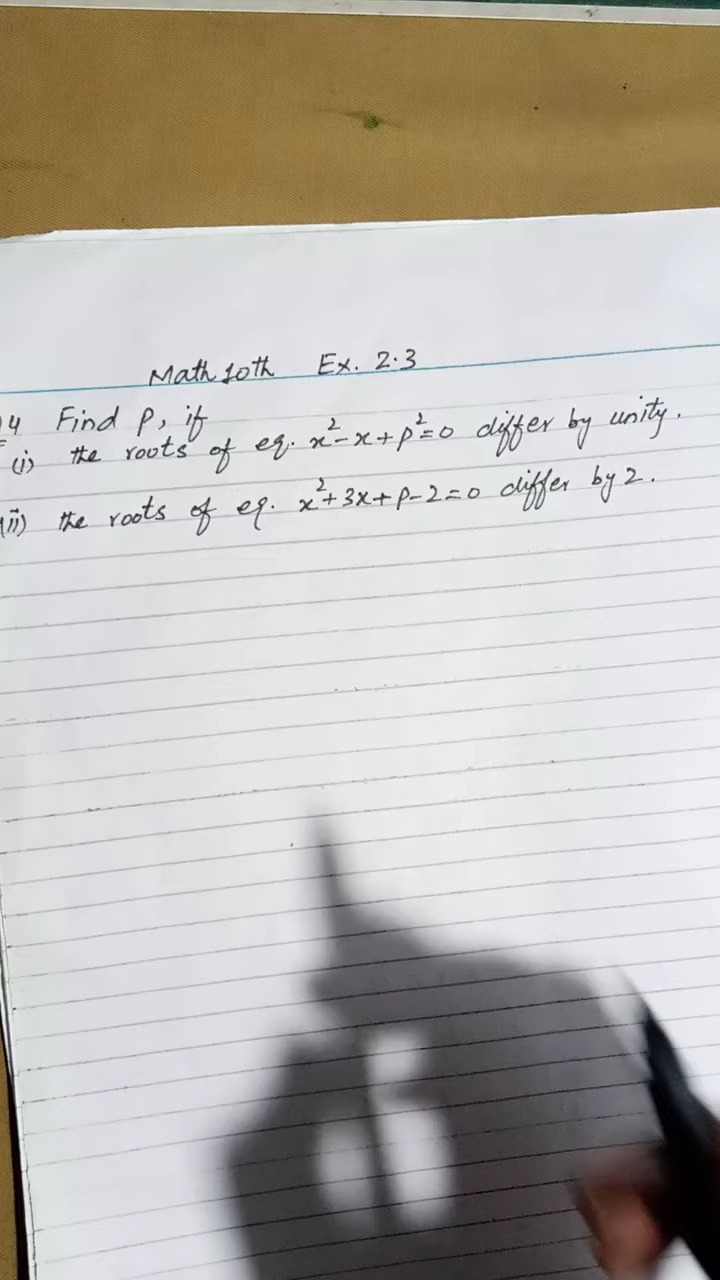 Math 10th Ex. 2.3
4 Find P, if
(i) the roots of eq. x²-x+p²=0 differ by unity.
(ii) the roots of eq. x²+3x+p-2=0 differ by 2.